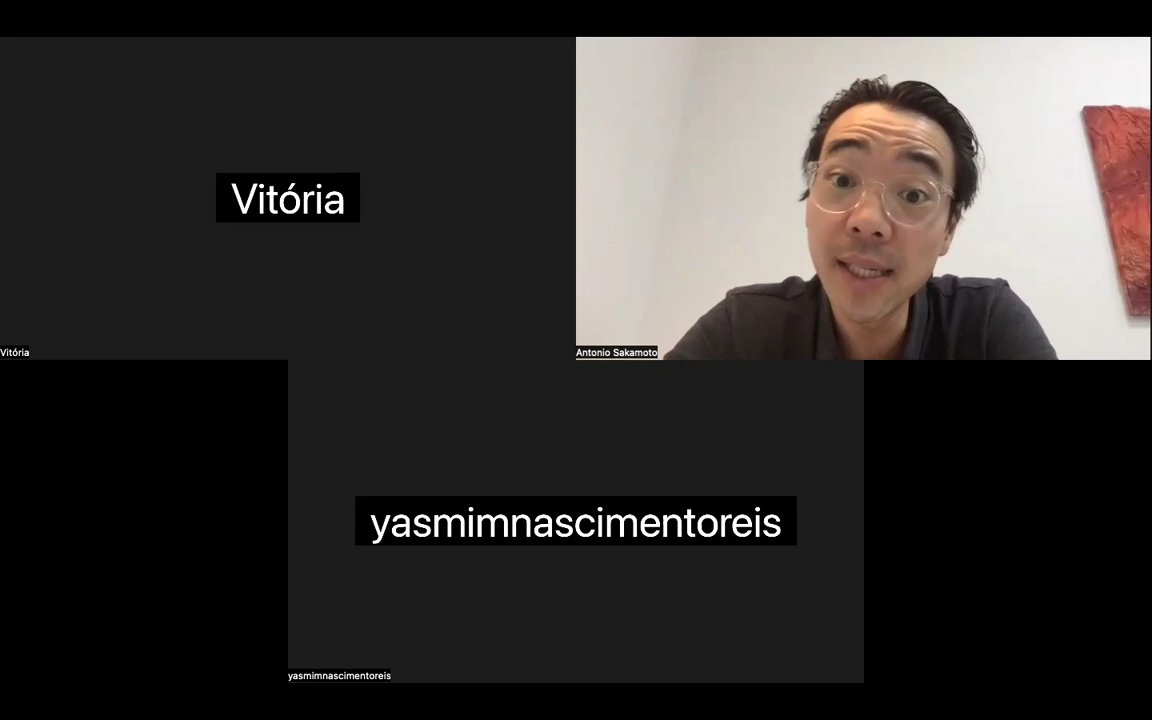 Vitória
Vitória
Antonio Sakamoto
yasmimnascimentoreis
yasmimnascimentoreis